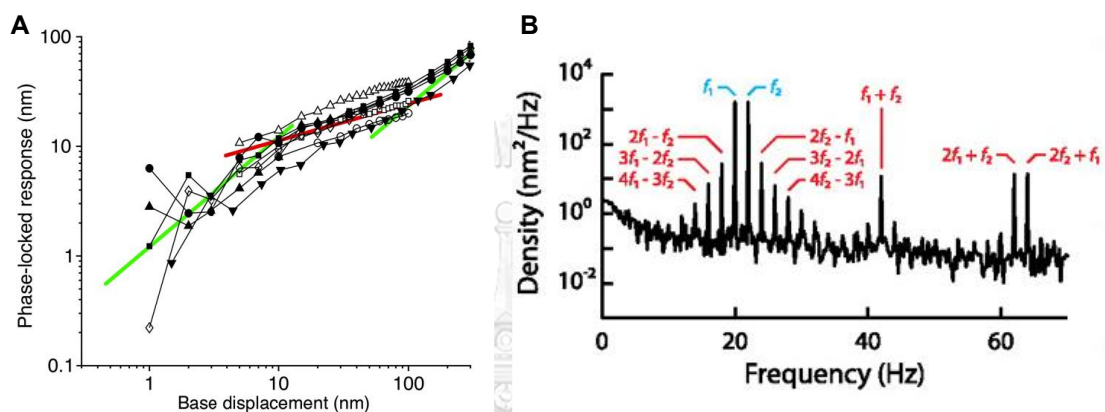 A
100
10
1
0.1
1
10
100
Phase-locked response (nm)
Base displacement (nm)
B
10⁴
10²
10⁰
10⁻²
Density (nm²/Hz)
f₁
f₂
f₁ + f₂
2f₁ - f₂
3f₁ - 2f₂
4f₁ - 3f₂
2f₂ - f₁
3f₂ - 2f₁
4f₂ - 3f₁
2f₁ + f₂
2f₂ + f₁
0
20
40
60
Frequency (Hz)